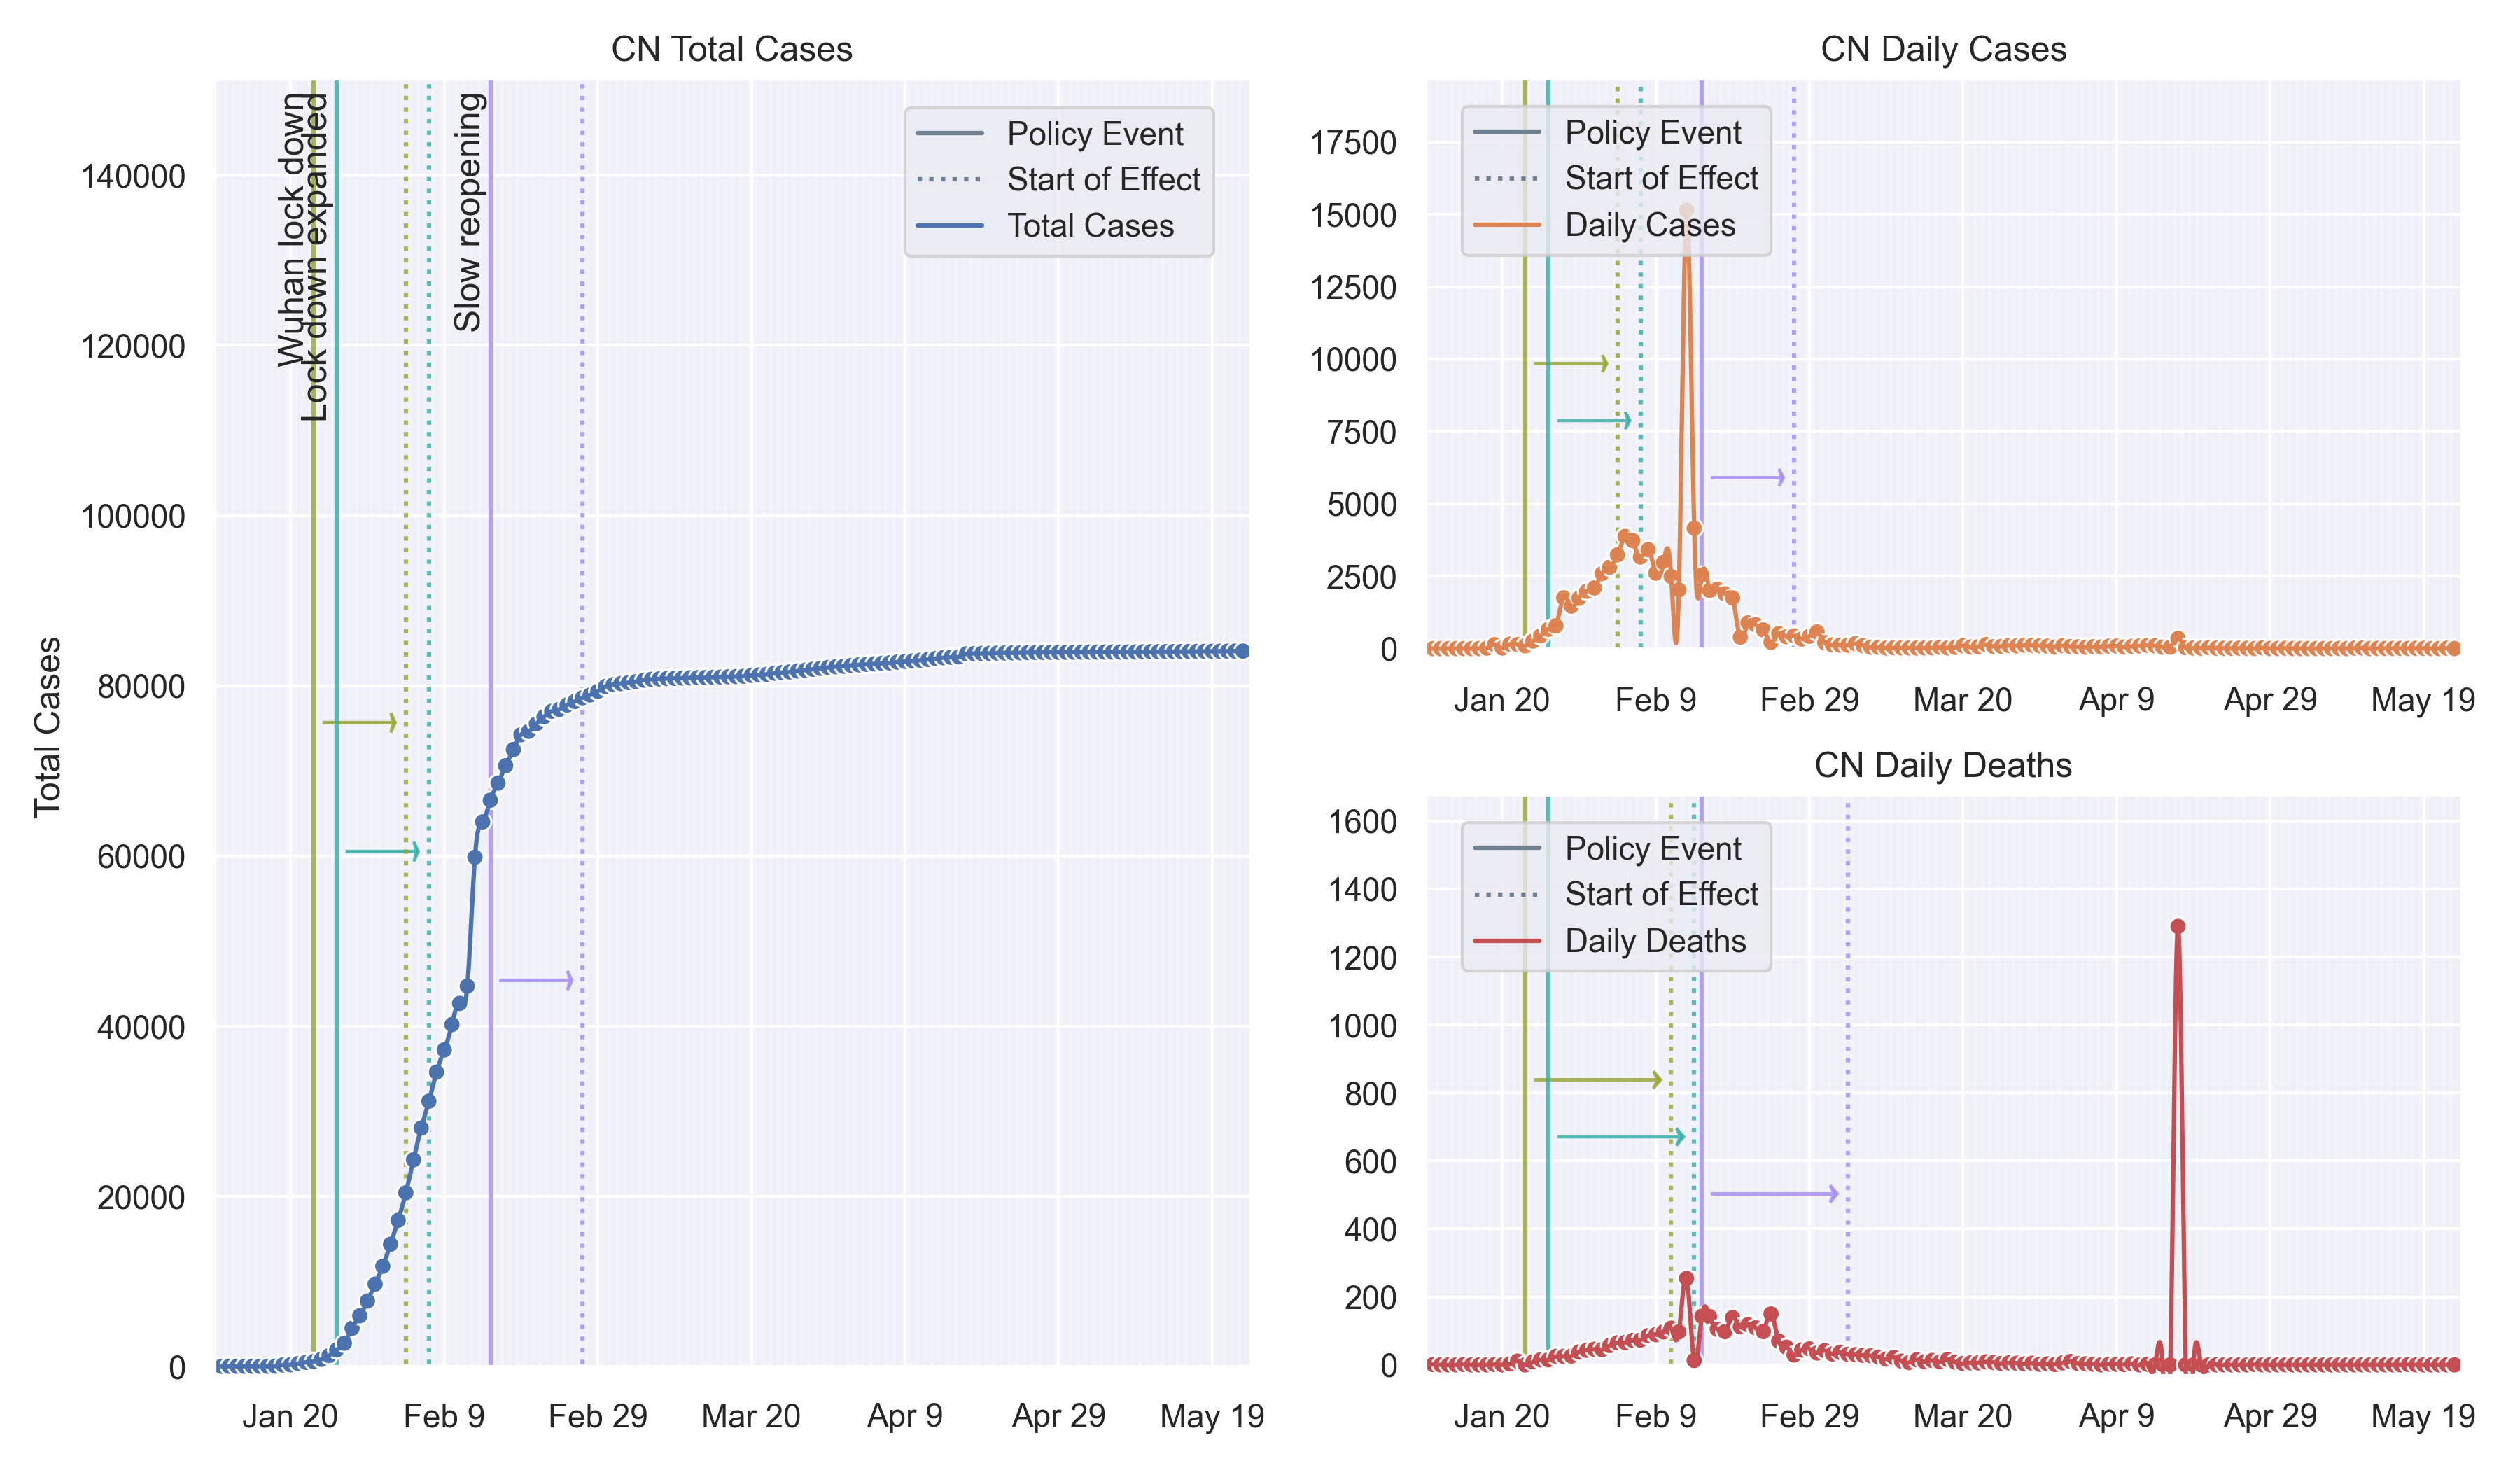 CN Total Cases
Total Cases
140000
120000
100000
80000
60000
40000
20000
0
Wuhan lock down
Lock down expanded
Slow reopening
Policy Event
Start of Effect
Total Cases
Jan 20
Feb 9
Feb 29
Mar 20
Apr 9
Apr 29
May 19
CN Daily Cases
17500
15000
12500
10000
7500
5000
2500
0
Policy Event
Start of Effect
Daily Cases
Jan 20
Feb 9
Feb 29
Mar 20
Apr 9
Apr 29
May 19
CN Daily Deaths
1600
1400
1200
1000
800
600
400
200
0
Policy Event
Start of Effect
Daily Deaths
Jan 20
Feb 9
Feb 29
Mar 20
Apr 9
Apr 29
May 19